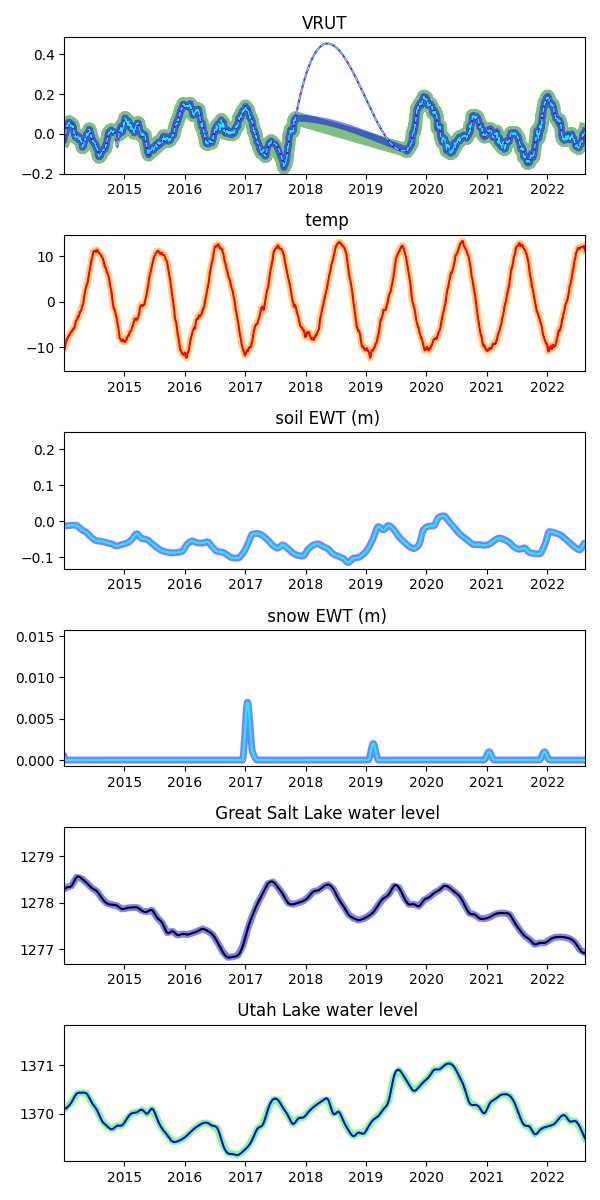 VRUT
0.4
0.2
0.0
−0.2
2015 2016 2017 2018 2019 2020 2021 2022
temp
10
0
−10
2015 2016 2017 2018 2019 2020 2021 2022
soil EWT (m)
0.2
0.1
0.0
−0.1
2015 2016 2017 2018 2019 2020 2021 2022
snow EWT (m)
0.015
0.010
0.005
0.000
2015 2016 2017 2018 2019 2020 2021 2022
Great Salt Lake water level
1279
1278
1277
2015 2016 2017 2018 2019 2020 2021 2022
Utah Lake water level
1371
1370
2015 2016 2017 2018 2019 2020 2021 2022